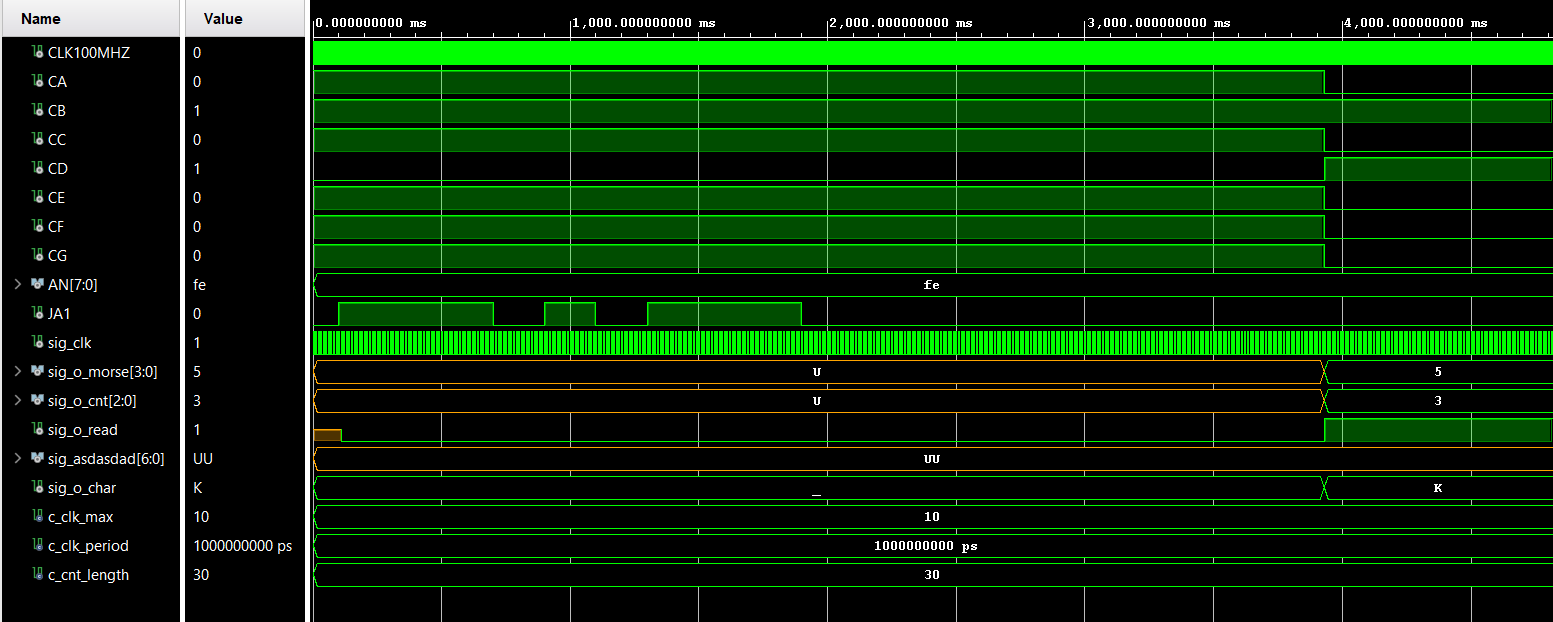 Name Value 0.000000000 ms 1,000.000000000 ms 2,000.000000000 ms 3,000.000000000 ms 4,000.000000000 ms
CLK100MHZ 0
CA 0
CB 1
CC 0
CD 1
CE 0
CF 0
CG 0
AN[7:0] fe fe
JA1 0
sig_clk 1
sig_o_morse[3:0] 5 U 5
sig_o_cnt[2:0] 3 U 3
sig_o_read 1
sig_asdasdad[6:0] UU UU
sig_o_char K _ K
c_clk_max 10 10
c_clk_period 1000000000 ps 1000000000 ps
c_cnt_length 30 30